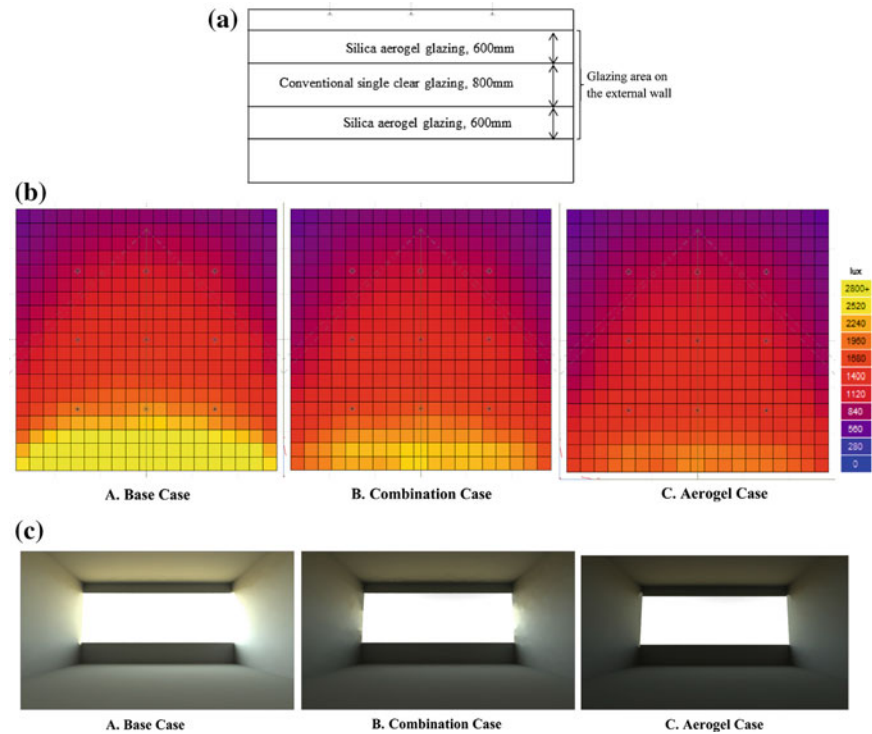 (a)
Silica aerogel glazing, 600mm
Conventional single clear glazing, 800mm
Silica aerogel glazing, 600mm
Glazing area on
the external wall
(b)
lux
2800+
2520
2240
1960
1680
1400
1120
840
560
280
0
A. Base Case
B. Combination Case
C. Aerogel Case
(c)
A. Base Case
B. Combination Case
C. Aerogel Case